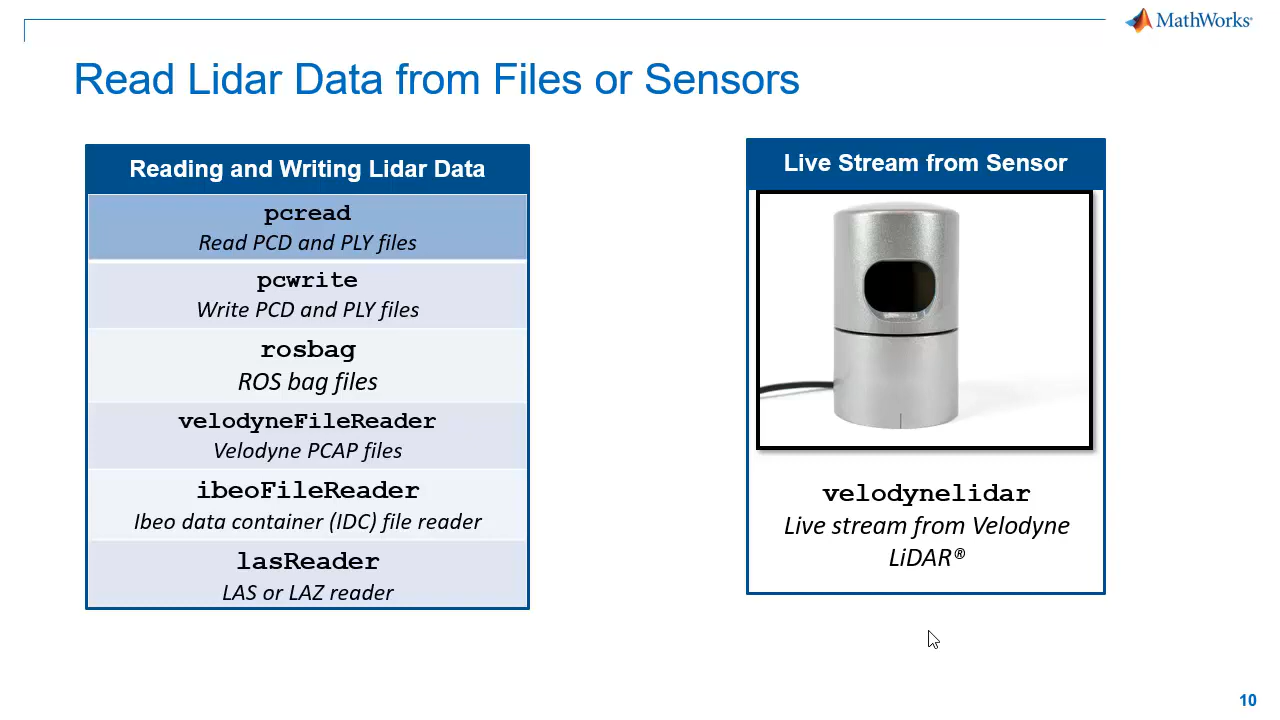 MathWorks®
Read Lidar Data from Files or Sensors
Reading and Writing Lidar Data
pcread
Read PCD and PLY files
pcwrite
Write PCD and PLY files
rosbag
ROS bag files
velodyneFileReader
Velodyne PCAP files
ibeoFileReader
Ibeo data container (IDC) file reader
lasReader
LAS or LAZ reader
Live Stream from Sensor
velodynelidar
Live stream from Velodyne
LiDAR®
10